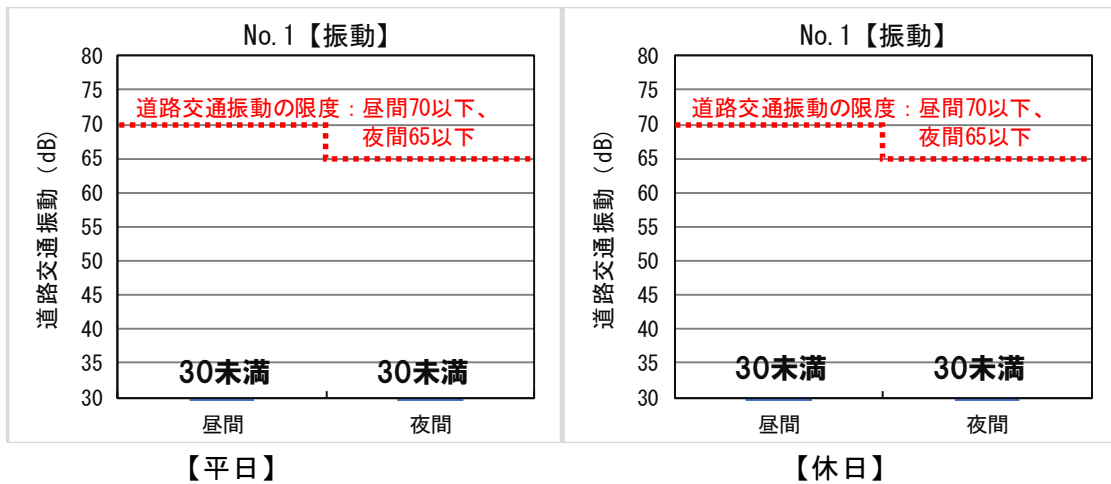 No.1【振動】
80
75
70
65
60
55
50
45
40
35
30
道路交通振動（dB）
道路交通振動の限度：昼間70以下、
夜間65以下
30未満
30未満
昼間
夜間
【平日】
No.1【振動】
80
75
70
65
60
55
50
45
40
35
30
道路交通振動（dB）
道路交通振動の限度：昼間70以下、
夜間65以下
30未満
30未満
昼間
夜間
【休日】